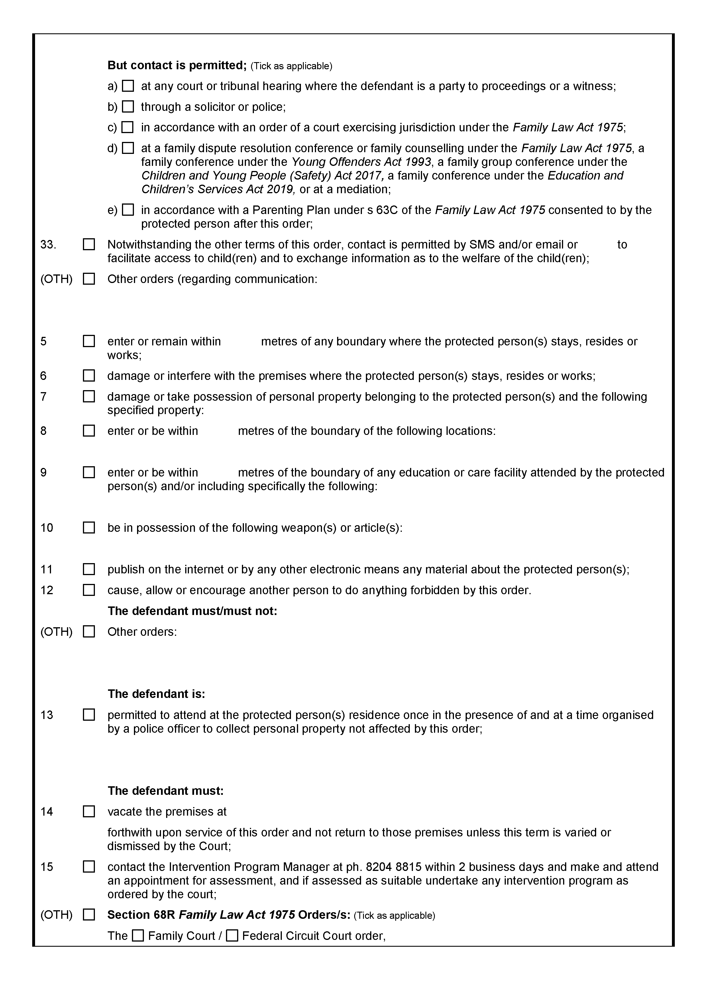 But contact is permitted; (Tick as applicable)
a) ☐ at any court or tribunal hearing where the defendant is a party to proceedings or a witness;
b) ☐ through a solicitor or police;
c) ☐ in accordance with an order of a court exercising jurisdiction under the Family Law Act 1975;
d) ☐ at a family dispute resolution conference or family counselling under the Family Law Act 1975, a
family conference under the Young Offenders Act 1993, a family group conference under the
Children and Young People (Safety) Act 2017, a family conference under the Education and
Children's Services Act 2019, or at a mediation;
e) ☐ in accordance with a Parenting Plan under s 63C of the Family Law Act 1975 consented to by the
protected person after this order;
33. ☐ Notwithstanding the other terms of this order, contact is permitted by SMS and/or email or to
facilitate access to child(ren) and to exchange information as to the welfare of the child(ren);
(OTH) ☐ Other orders (regarding communication:
5 ☐ enter or remain within metres of any boundary where the protected person(s) stays, resides or
works;
6 ☐ damage or interfere with the premises where the protected person(s) stays, resides or works;
7 ☐ damage or take possession of personal property belonging to the protected person(s) and the following
specified property:
8 ☐ enter or be within metres of the boundary of the following locations:
9 ☐ enter or be within metres of the boundary of any education or care facility attended by the protected
person(s) and/or including specifically the following:
10 ☐ be in possession of the following weapon(s) or article(s):
11 ☐ publish on the internet or by any other electronic means any material about the protected person(s);
12 ☐ cause, allow or encourage another person to do anything forbidden by this order.
The defendant must/must not:
(OTH) ☐ Other orders:
The defendant is:
13 ☐ permitted to attend at the protected person(s) residence once in the presence of and at a time organised
by a police officer to collect personal property not affected by this order;
The defendant must:
14 ☐ vacate the premises at
forthwith upon service of this order and not return to those premises unless this term is varied or
dismissed by the Court;
15 ☐ contact the Intervention Program Manager at ph. 8204 8815 within 2 business days and make and attend
an appointment for assessment, and if assessed as suitable undertake any intervention program as
ordered by the court;
(OTH) ☐ Section 68R Family Law Act 1975 Orders/s: (Tick as applicable)
The ☐ Family Court / ☐ Federal Circuit Court order,